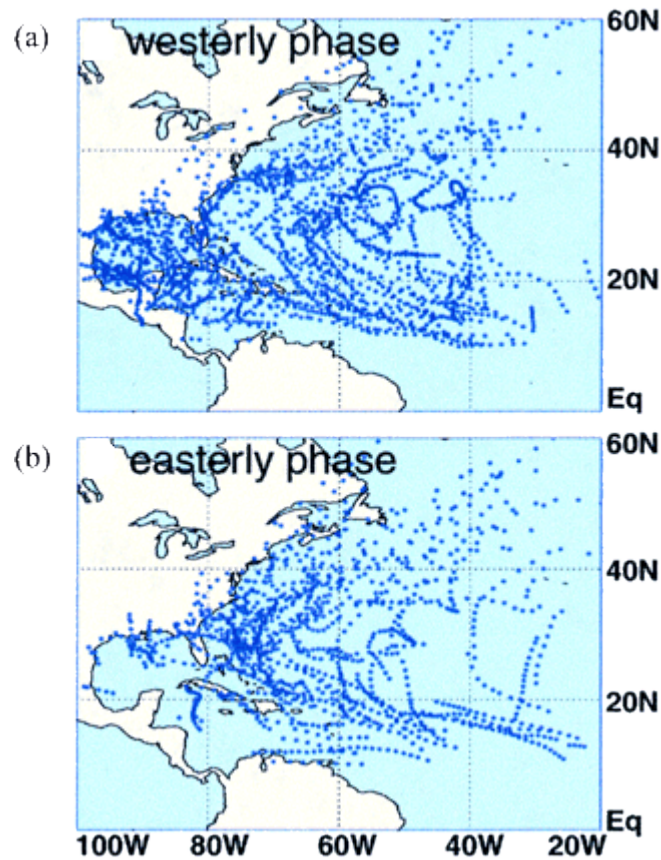 (a)
westerly phase
60N
40N
20N
Eq
(b)
easterly phase
60N
40N
20N
Eq
100W 80W 60W 40W 20W